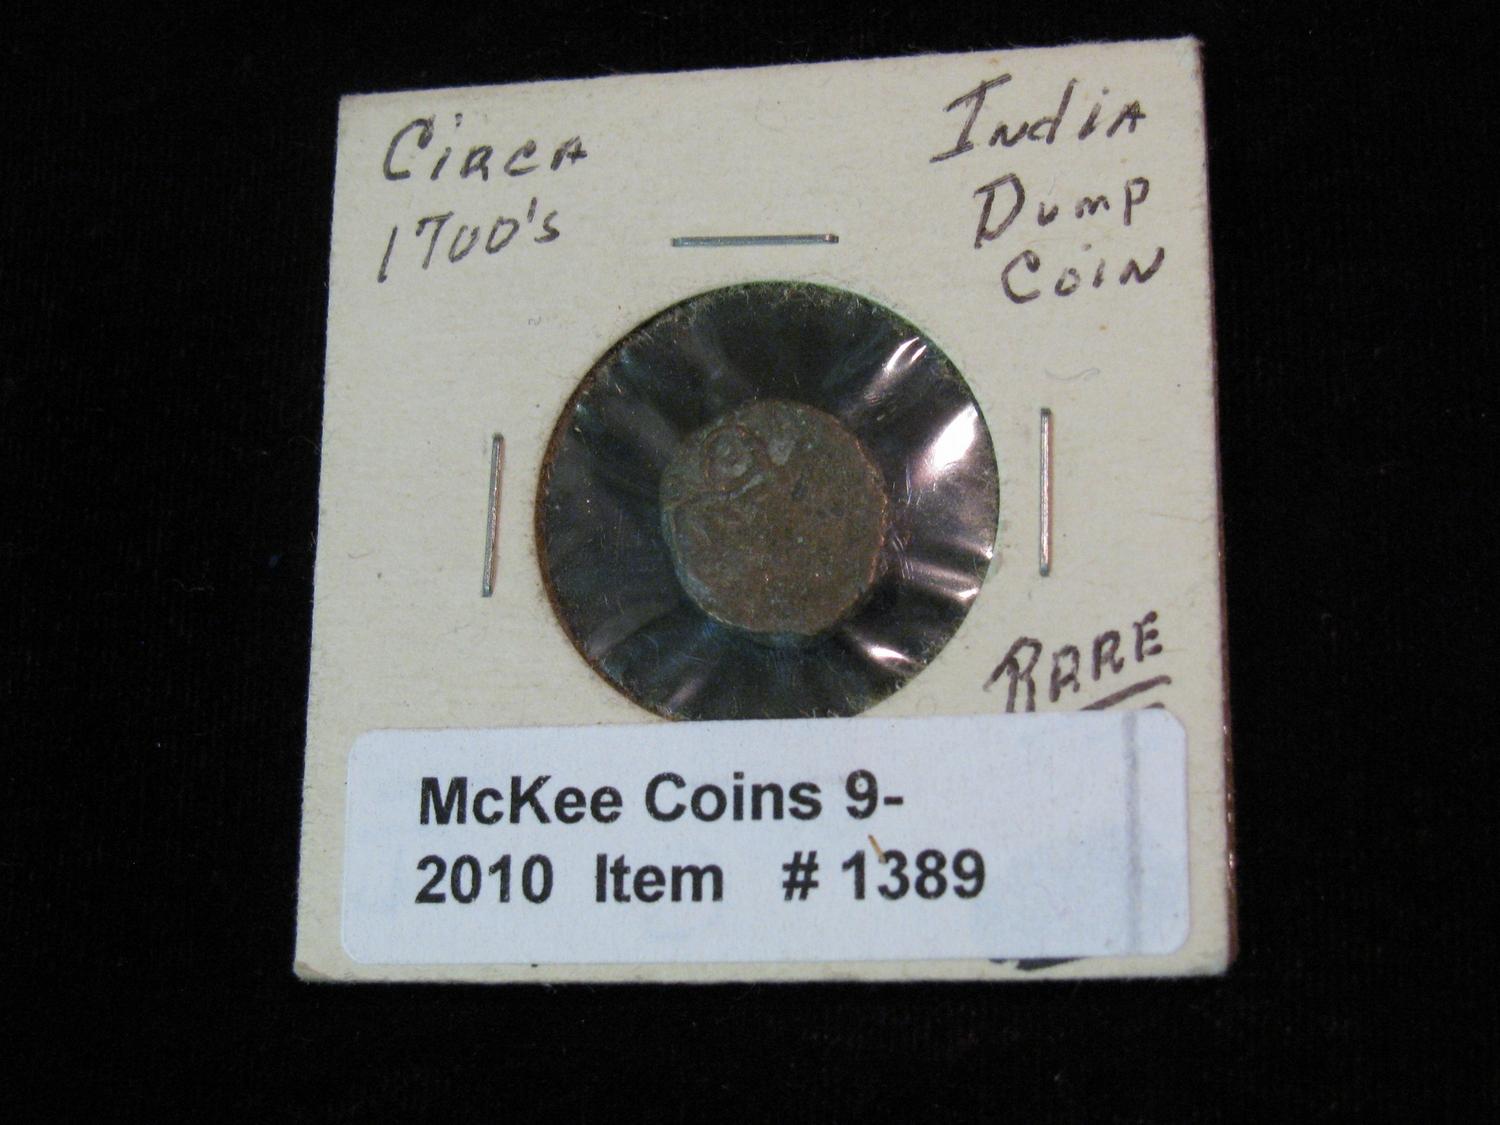 Circa
1700's
India
Dump
Coin
RARE
McKee Coins 9-
2010 Item # 1389